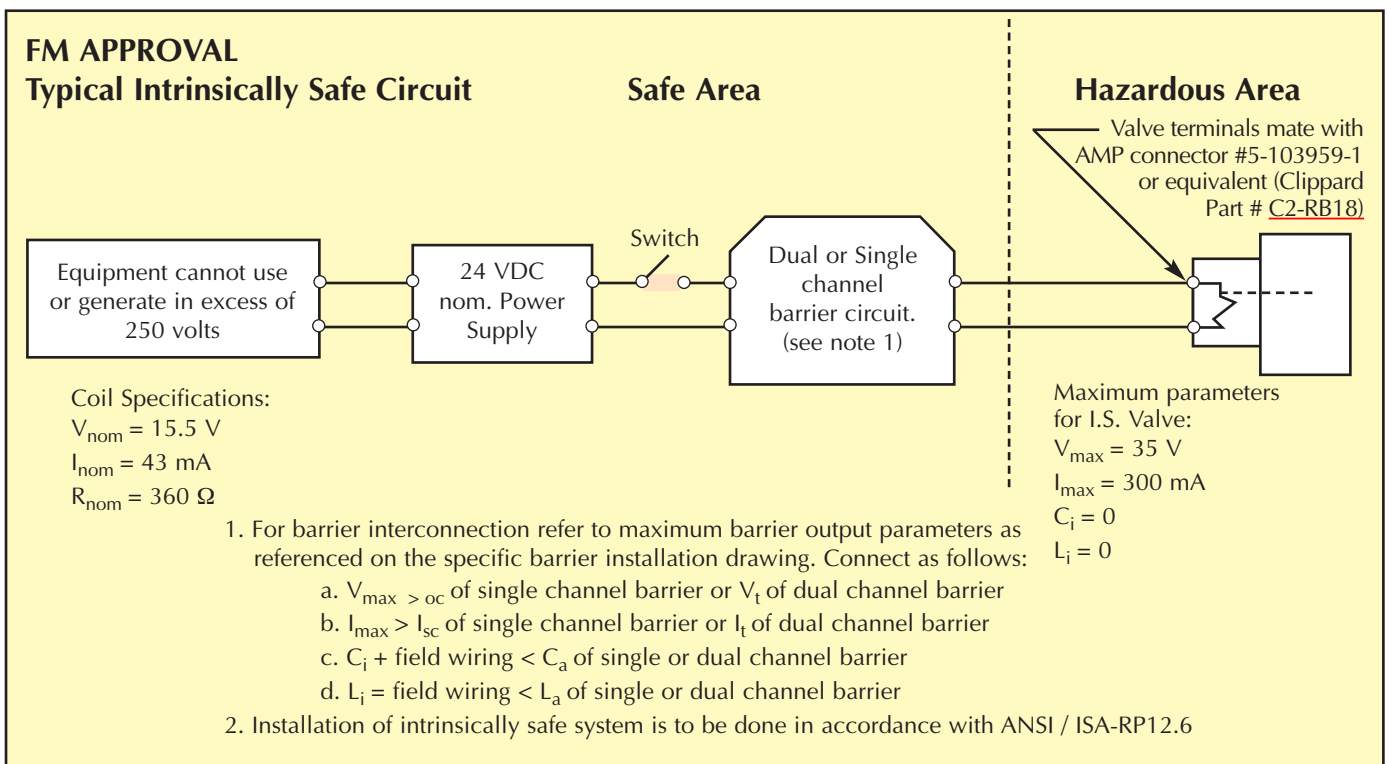 FM APPROVAL
Typical Intrinsically Safe Circuit
Safe Area
Hazardous Area
Valve terminals mate with
AMP connector #5-103959-1
or equivalent (Clippard
Part # C2-RB18)
Equipment cannot use
or generate in excess of
250 volts
24 VDC
nom. Power
Supply
Switch
Dual or Single
channel
barrier circuit.
(see note 1)
Coil Specifications:
Vnom = 15.5 V
Inom = 43 mA
Rnom = 360 Ω
Maximum parameters
for I.S. Valve:
Vmax = 35 V
Imax = 300 mA
Ci = 0
Li = 0
1. For barrier interconnection refer to maximum barrier output parameters as
referenced on the specific barrier installation drawing. Connect as follows:
a. Vmax > oc of single channel barrier or Vt of dual channel barrier
b. Imax > Isc of single channel barrier or It of dual channel barrier
c. Ci + field wiring < Ca of single or dual channel barrier
d. Li = field wiring < La of single or dual channel barrier
2. Installation of intrinsically safe system is to be done in accordance with ANSI / ISA-RP12.6